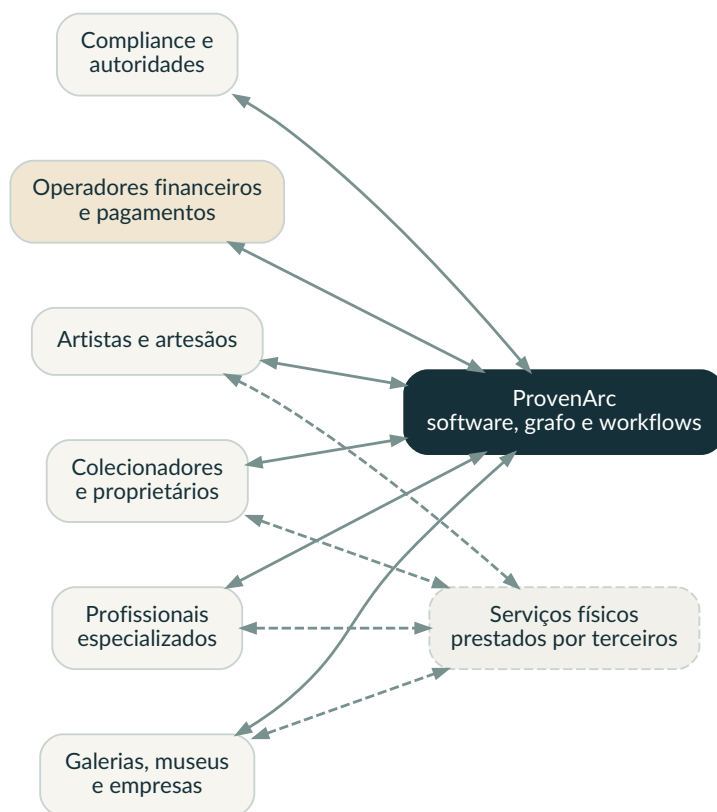 Compliance e
autoridades
Operadores financeiros
e pagamentos
Artistas e artesãos
ProvenArc
software, grafo e workflows
Colecionadores
e proprietários
Profissionais
especializados
Serviços físicos
prestados por terceiros
Galerias, museus
e empresas